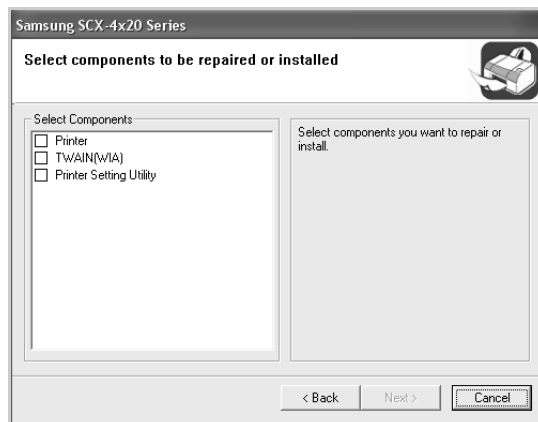 Samsung SCX-4x20 Series
Select components to be repaired or installed
Select Components
Printer
TWAIN(WIA)
Printer Setting Utility
Select components you want to repair or
install.
< Back
Next >
Cancel